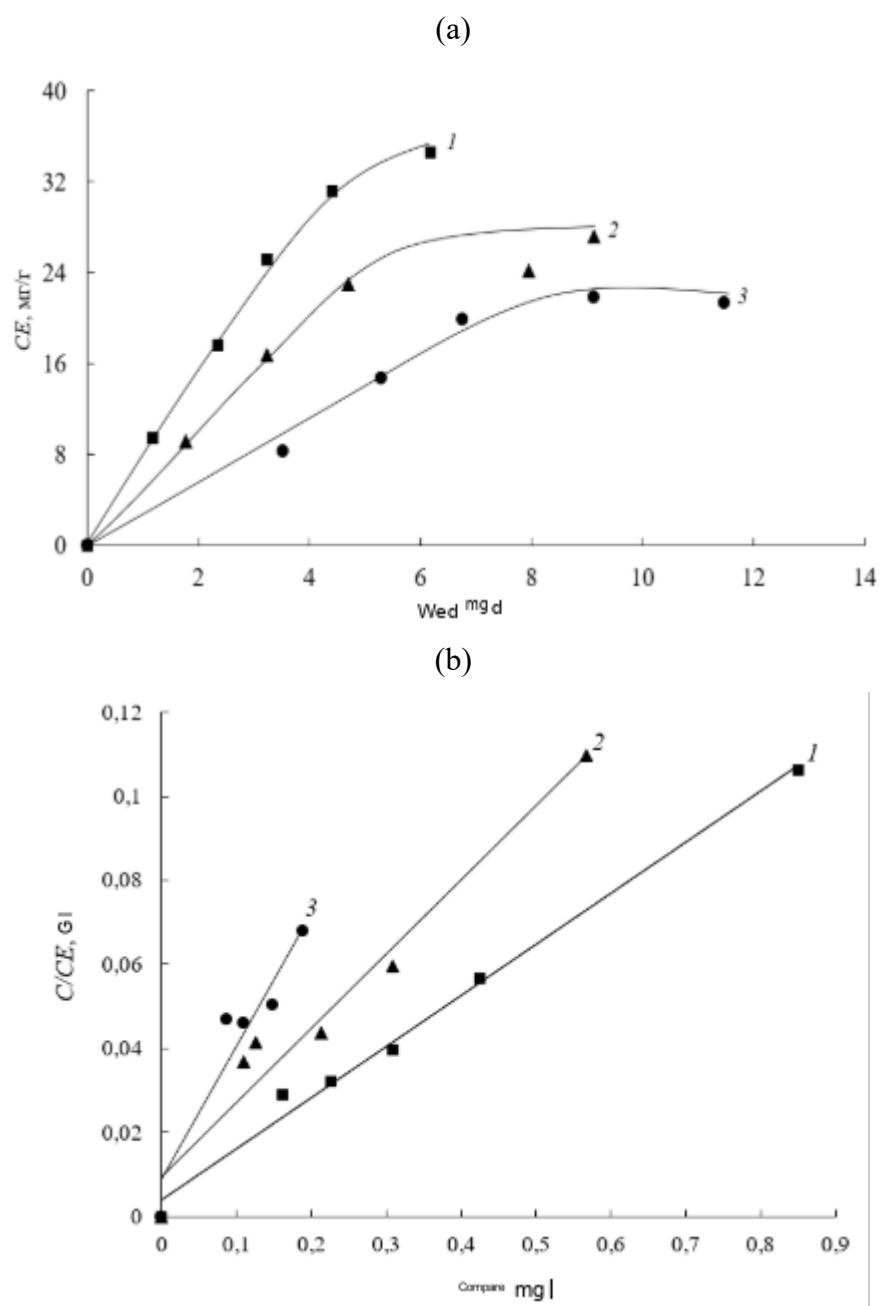 (a)
40
32
24
16
8
0
CE, мг/г
1
2
3
0 2 4 6 8 10 12 14
Wed mg d
(b)
0,12
0,1
0,08
0,06
0,04
0,02
0
C/CE, G l
3
2
1
0 0,1 0,2 0,3 0,4 0,5 0,6 0,7 0,8 0,9
Compare mg l